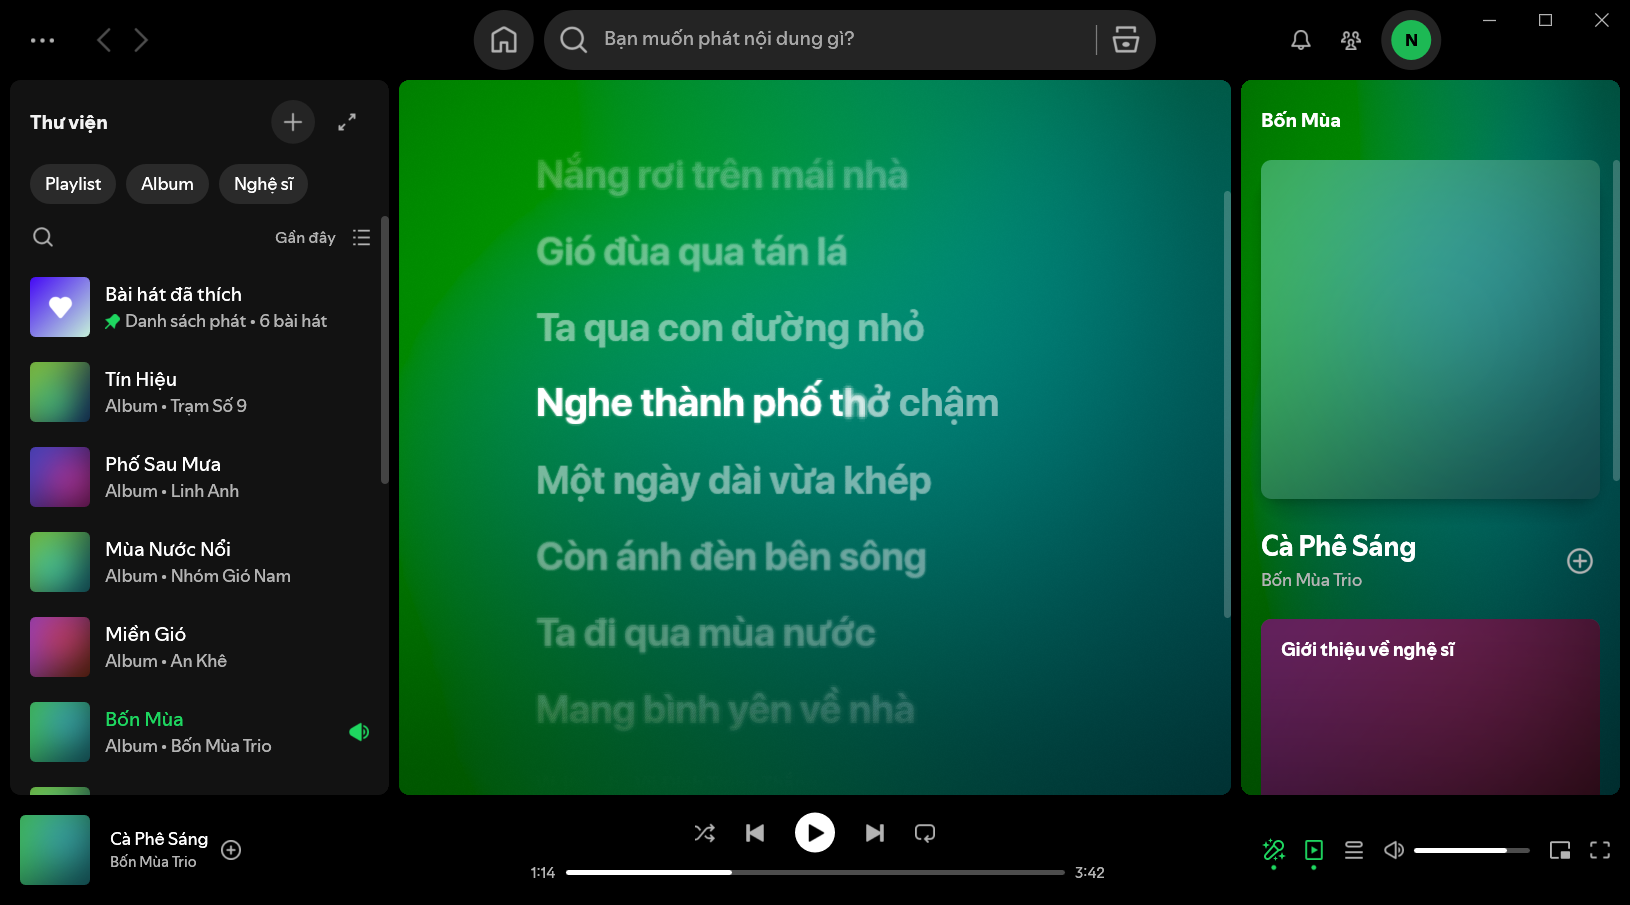 Bạn muốn phát nội dung gì?
N
Thư viện
Playlist
Album
Nghệ sĩ
Gần đây
Bài hát đã thích
Danh sách phát • 6 bài hát
Tín Hiệu
Album • Trạm Số 9
Phố Sau Mưa
Album • Linh Anh
Mùa Nước Nổi
Album • Nhóm Gió Nam
Miền Gió
Album • An Khê
Bốn Mùa
Album • Bốn Mùa Trio
Nắng rơi trên mái nhà
Gió đùa qua tán lá
Ta qua con đường nhỏ
Nghe thành phố thở chậm
Một ngày dài vừa khép
Còn ánh đèn bên sông
Ta đi qua mùa nước
Mang bình yên về nhà
Bốn Mùa
Cà Phê Sáng
Bốn Mùa Trio
Giới thiệu về nghệ sĩ
Cà Phê Sáng
Bốn Mùa Trio
1:14
3:42